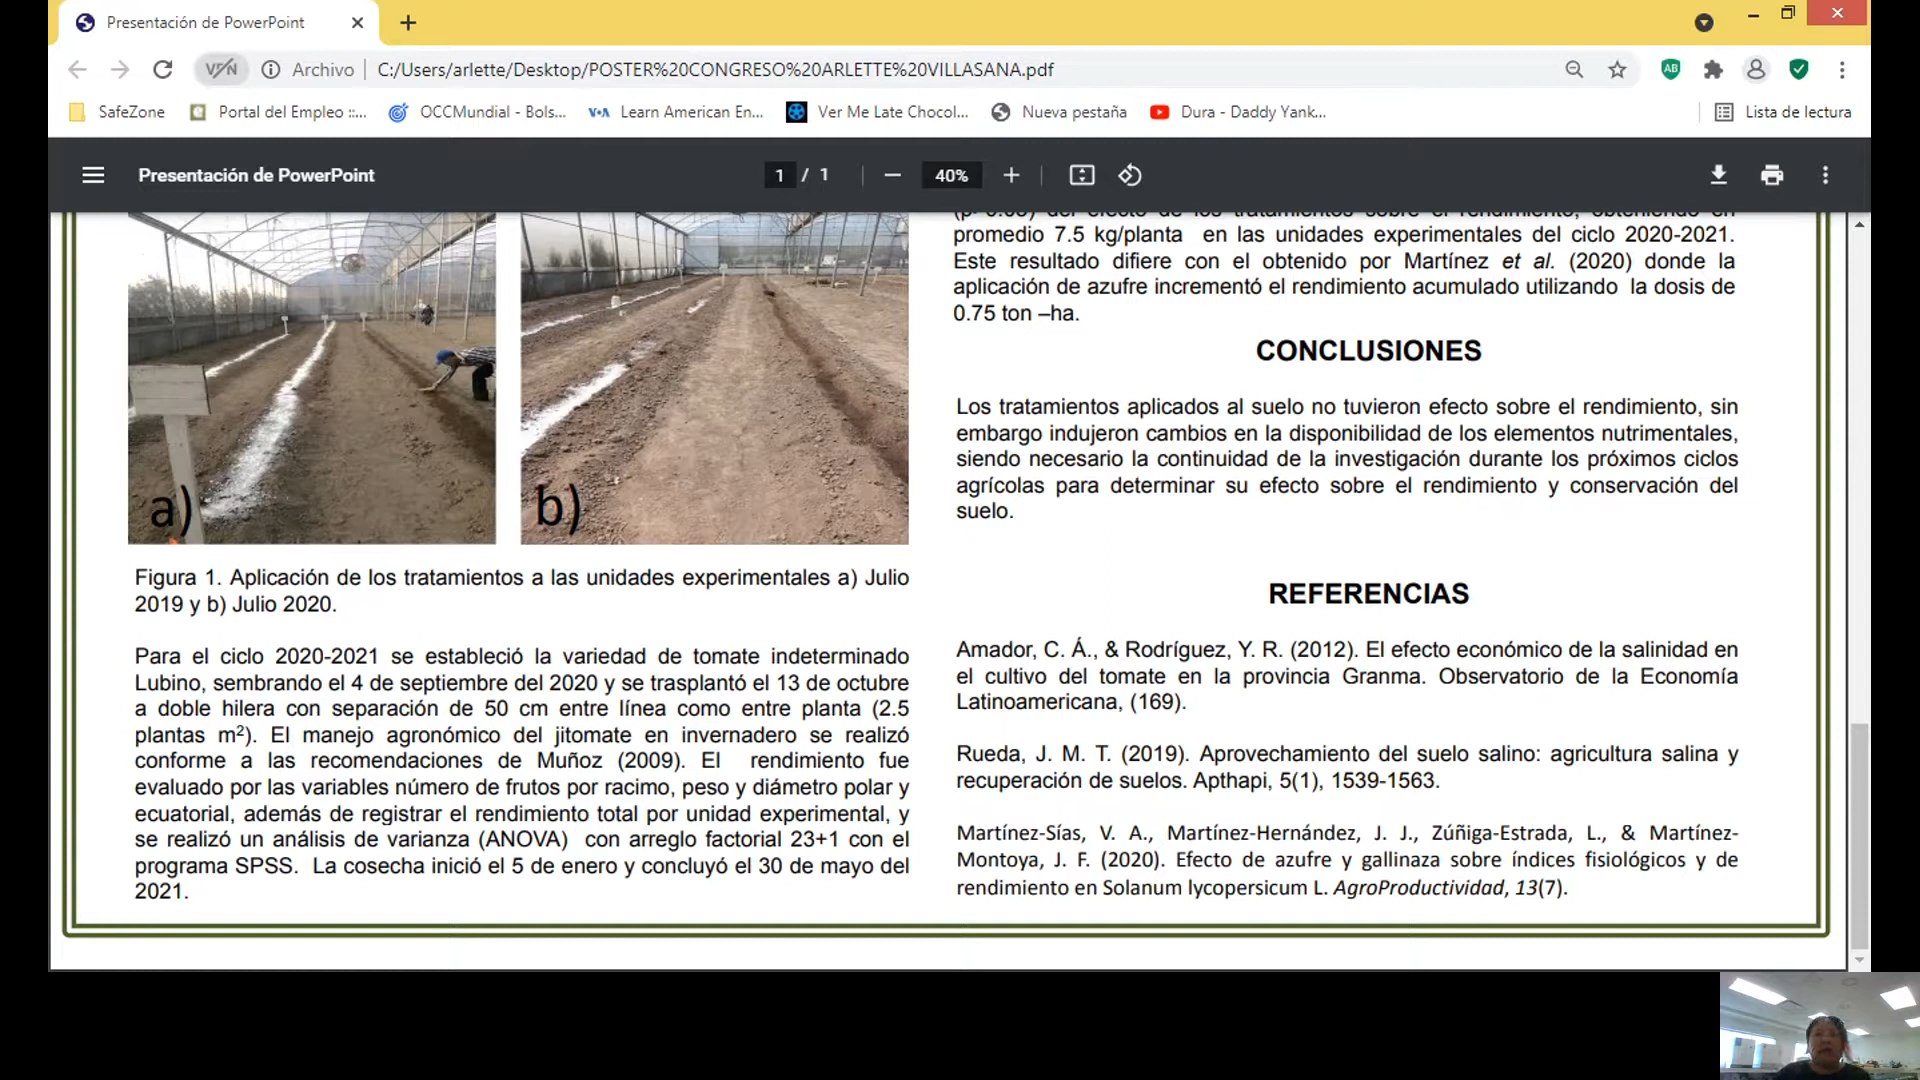 Presentación de PowerPoint
VPN Archivo C:/Users/arlette/Desktop/POSTER%20CONGRESO%20ARLETTE%20VILLASANA.pdf
SafeZone Portal del Empleo ::... OCCMundial - Bols... VOA Learn American En... Ver Me Late Chocol... Nueva pestaña Dura - Daddy Yank... Lista de lectura
Presentación de PowerPoint 1 / 1 40%
a)
b)
Figura 1. Aplicación de los tratamientos a las unidades experimentales a) Julio
2019 y b) Julio 2020.
Para el ciclo 2020-2021 se estableció la variedad de tomate indeterminado
Lubino, sembrando el 4 de septiembre del 2020 y se trasplantó el 13 de octubre
a doble hilera con separación de 50 cm entre línea como entre planta (2.5
plantas m²). El manejo agronómico del jitomate en invernadero se realizó
conforme a las recomendaciones de Muñoz (2009). El rendimiento fue
evaluado por las variables número de frutos por racimo, peso y diámetro polar y
ecuatorial, además de registrar el rendimiento total por unidad experimental, y
se realizó un análisis de varianza (ANOVA) con arreglo factorial 23+1 con el
programa SPSS. La cosecha inició el 5 de enero y concluyó el 30 de mayo del
2021.
del efecto de los tratamientos sobre el rendimiento, obteniendo en
promedio 7.5 kg/planta en las unidades experimentales del ciclo 2020-2021.
Este resultado difiere con el obtenido por Martínez et al. (2020) donde la
aplicación de azufre incrementó el rendimiento acumulado utilizando la dosis de
0.75 ton –ha.
CONCLUSIONES
Los tratamientos aplicados al suelo no tuvieron efecto sobre el rendimiento, sin
embargo indujeron cambios en la disponibilidad de los elementos nutrimentales,
siendo necesario la continuidad de la investigación durante los próximos ciclos
agrícolas para determinar su efecto sobre el rendimiento y conservación del
suelo.
REFERENCIAS
Amador, C. Á., & Rodríguez, Y. R. (2012). El efecto económico de la salinidad en
el cultivo del tomate en la provincia Granma. Observatorio de la Economía
Latinoamericana, (169).
Rueda, J. M. T. (2019). Aprovechamiento del suelo salino: agricultura salina y
recuperación de suelos. Apthapi, 5(1), 1539-1563.
Martínez-Sías, V. A., Martínez-Hernández, J. J., Zúñiga-Estrada, L., & Martínez-
Montoya, J. F. (2020). Efecto de azufre y gallinaza sobre índices fisiológicos y de
rendimiento en Solanum lycopersicum L. AgroProductividad, 13(7).